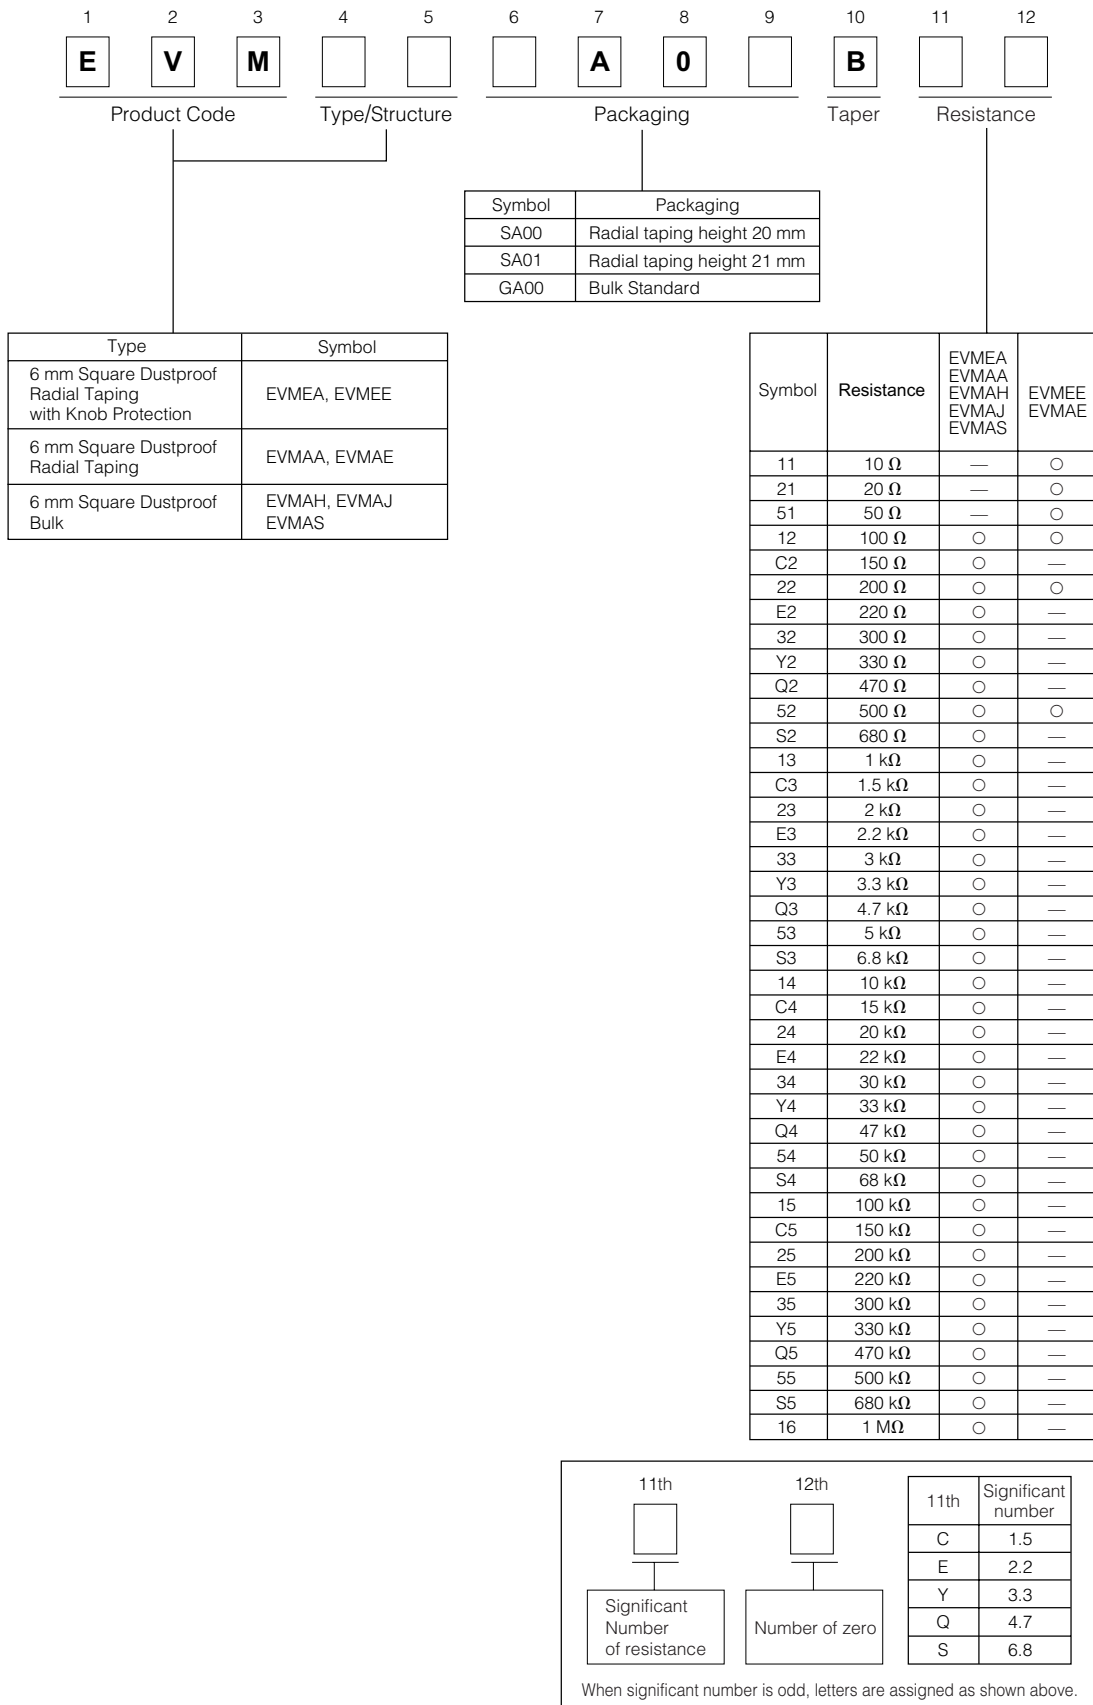 1 2 3 4 5 6 7 8 9 10 11 12
E V M A 0 B
Product Code Type/Structure Packaging Taper Resistance
Symbol Packaging
SA00 Radial taping height 20 mm
SA01 Radial taping height 21 mm
GA00 Bulk Standard
Type Symbol
6 mm Square Dustproof
Radial Taping
with Knob Protection
EVMEA, EVMEE
6 mm Square Dustproof
Radial Taping
EVMAA, EVMAE
6 mm Square Dustproof
Bulk
EVMAH, EVMAJ
EVMAS
Symbol Resistance
EVMEA
EVMAA
EVMAH
EVMAJ
EVMAS
EVMEE
EVMAE
11 10 Ω — ○
21 20 Ω — ○
51 50 Ω — ○
12 100 Ω ○ ○
C2 150 Ω ○ —
22 200 Ω ○ ○
E2 220 Ω ○ —
32 300 Ω ○ —
Y2 330 Ω ○ —
Q2 470 Ω ○ —
52 500 Ω ○ ○
S2 680 Ω ○ —
13 1 kΩ ○ —
C3 1.5 kΩ ○ —
23 2 kΩ ○ —
E3 2.2 kΩ ○ —
33 3 kΩ ○ —
Y3 3.3 kΩ ○ —
Q3 4.7 kΩ ○ —
53 5 kΩ ○ —
S3 6.8 kΩ ○ —
14 10 kΩ ○ —
C4 15 kΩ ○ —
24 20 kΩ ○ —
E4 22 kΩ ○ —
34 30 kΩ ○ —
Y4 33 kΩ ○ —
Q4 47 kΩ ○ —
54 50 kΩ ○ —
S4 68 kΩ ○ —
15 100 kΩ ○ —
C5 150 kΩ ○ —
25 200 kΩ ○ —
E5 220 kΩ ○ —
35 300 kΩ ○ —
Y5 330 kΩ ○ —
Q5 470 kΩ ○ —
55 500 kΩ ○ —
S5 680 kΩ ○ —
16 1 MΩ ○ —
11th 12th
Significant
Number
of resistance
Number of zero
11th Significant
number
C 1.5
E 2.2
Y 3.3
Q 4.7
S 6.8
When significant number is odd, letters are assigned as shown above.